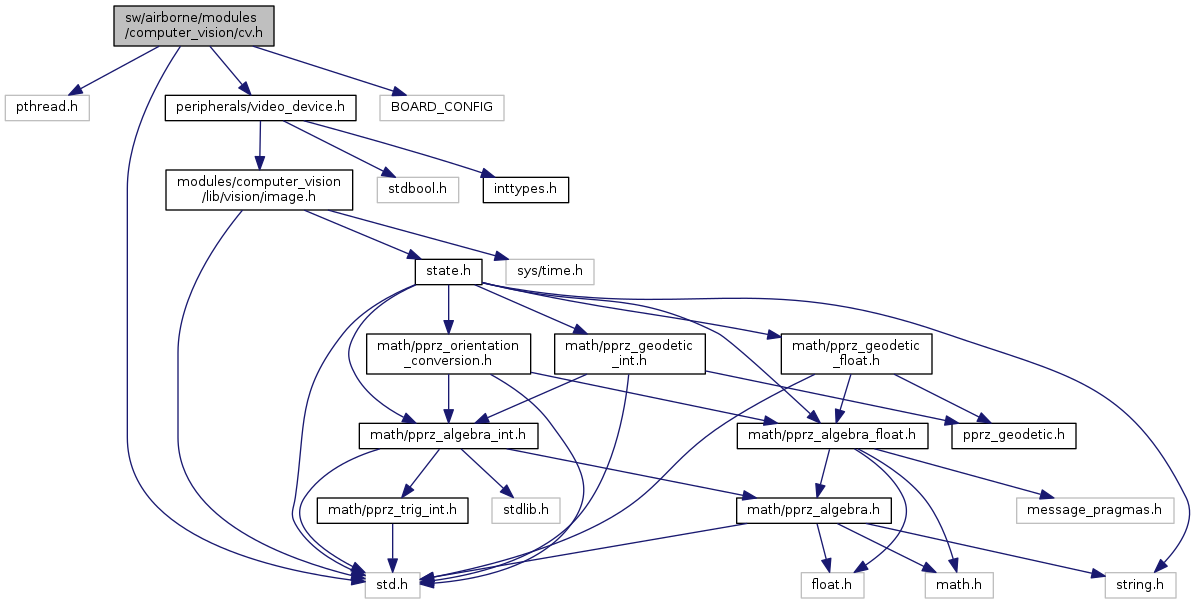 sw/airborne/modules
/computer_vision/cv.h
pthread.h
peripherals/video_device.h
BOARD_CONFIG
modules/computer_vision
/lib/vision/image.h
stdbool.h
inttypes.h
state.h
sys/time.h
math/pprz_orientation
_conversion.h
math/pprz_geodetic
_int.h
math/pprz_geodetic
_float.h
math/pprz_algebra_int.h
math/pprz_algebra_float.h
pprz_geodetic.h
math/pprz_trig_int.h
stdlib.h
math/pprz_algebra.h
message_pragmas.h
std.h
float.h
math.h
string.h